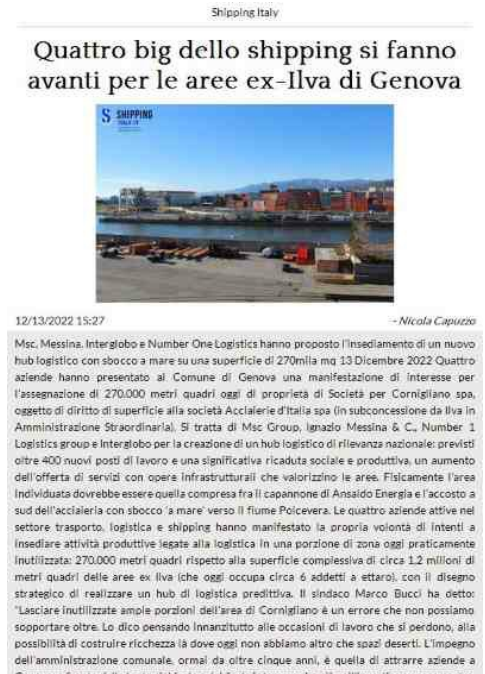 Shipping Italy
Quattro big dello shipping si fanno
avanti per le aree ex-Ilva di Genova
S SHIPPING
12/13/2022 15:27
- Nicola Capuzzo
Msc, Messina, Interglobo e Number One Logistics hanno proposto l'insediamento di un nuovo
hub logistico con sbocco a mare su una superficie di 270mila mq 13 Dicembre 2022 Quattro
aziende hanno presentato al Comune di Genova una manifestazione di interesse per
l'assegnazione di 270.000 metri quadri oggi di proprietà di Società per Cornigliano spa,
oggetto di diritto di superficie alla società Acciaierie d'Italia spa (in subconcessione da Ilva in
Amministrazione Straordinaria). Si tratta di Msc Group, Ignazio Messina & C., Number 1
Logistics group e Interglobo per la creazione di un hub logistico di rilevanza nazionale: previsti
oltre 400 nuovi posti di lavoro e una significativa ricaduta sociale e produttiva, un aumento
dell'offerta di servizi con opere infrastrutturali che valorizzino le aree. Fisicamente l'area
individuata dovrebbe essere quella compresa fra il capannone di Ansaldo Energia e l'accosto a
sud dell'acciaieria con sbocco 'a mare' verso il fiume Polcevera. Le quattro aziende attive nel
settore trasporto, logistica e shipping hanno manifestato la propria volontà di intenti a
insediare attività produttive legate alla logistica in una porzione di zona oggi praticamente
inutilizzata: 270.000 metri quadri rispetto alla superficie complessiva di circa 1,2 milioni di
metri quadri delle aree ex Ilva (che oggi occupa circa 6 addetti a ettaro), con il disegno
strategico di realizzare un hub di logistica predittiva. Il sindaco Marco Bucci ha detto:
"Lasciare inutilizzate ampie porzioni dell'area di Cornigliano è un errore che non possiamo
sopportare oltre. Lo dico pensando innanzitutto alle occasioni di lavoro che si perdono, alla
possibilità di costruire ricchezza là dove oggi non abbiamo altro che spazi deserti. L'impegno
dell'amministrazione comunale, ormai da oltre cinque anni, è quella di attrarre aziende a